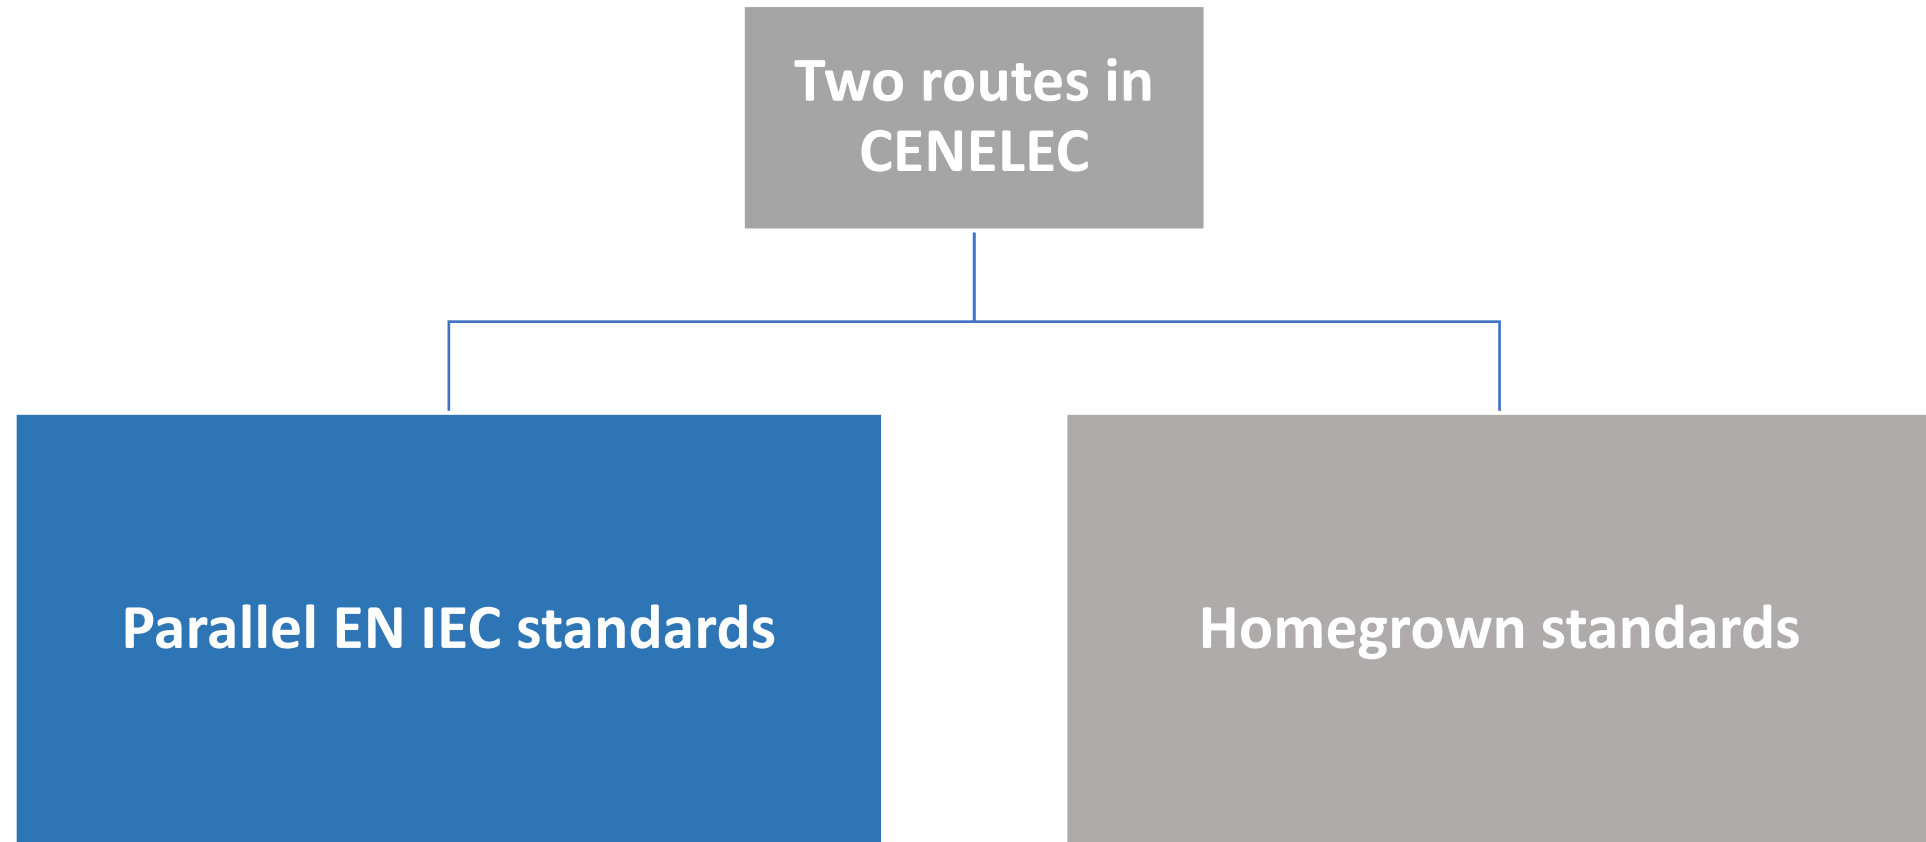 Two routes in
CENELEC
Parallel EN IEC standards
Homegrown standards